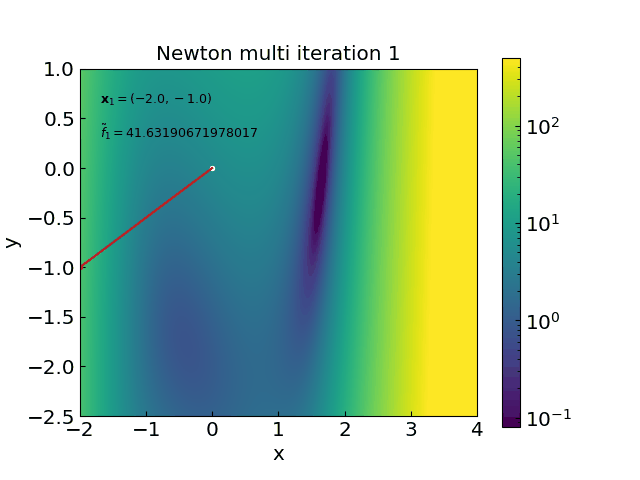 Newton multi iteration 1
x₁ = (−2.0, −1.0)
f̃₁ = 41.63190671978017
1.0
0.5
0.0
−0.5
−1.0
−1.5
−2.0
−2.5
y
−2 −1 0 1 2 3 4
x
10²
10¹
10⁰
10⁻¹